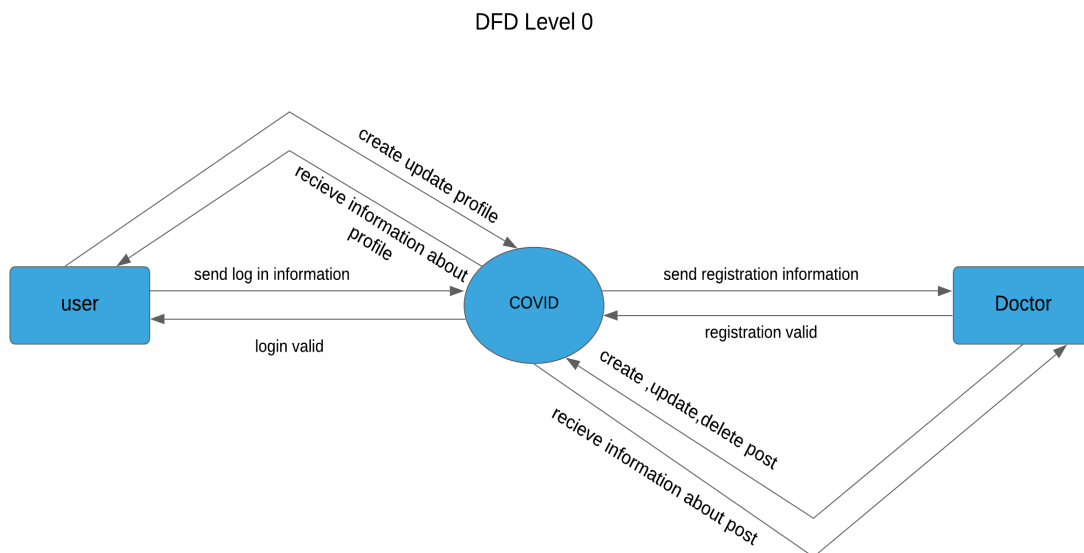 DFD Level 0
create update profile
recieve information about
profile
send log in information
send registration information
user
COVID
Doctor
login valid
registration valid
create ,update,delete post
recieve information about post